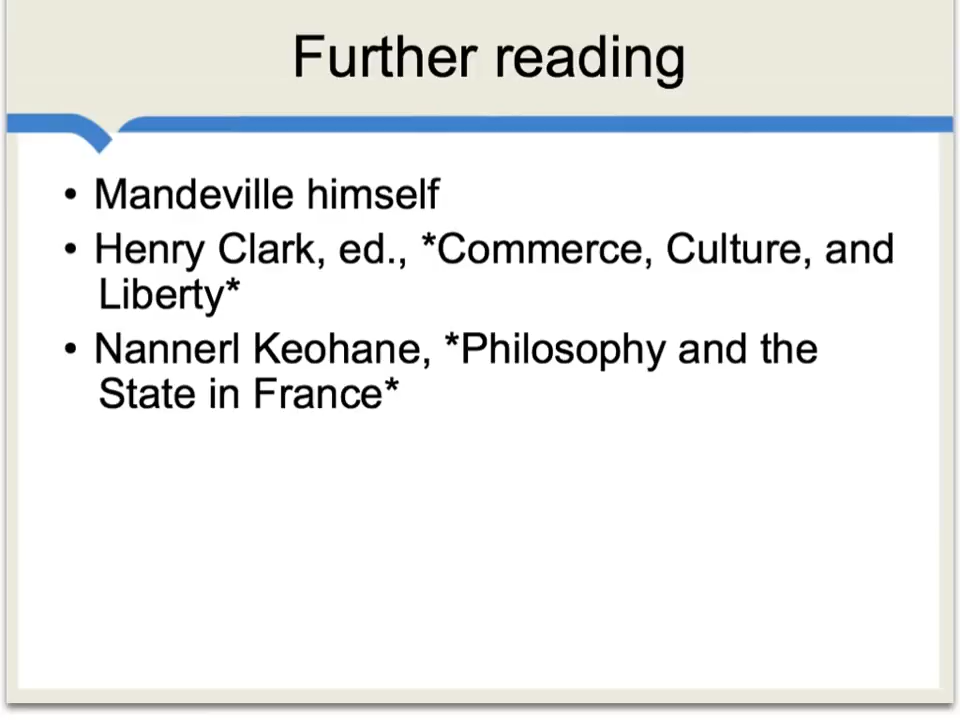 Further reading
• Mandeville himself
• Henry Clark, ed., *Commerce, Culture, and
Liberty*
• Nannerl Keohane, *Philosophy and the
State in France*